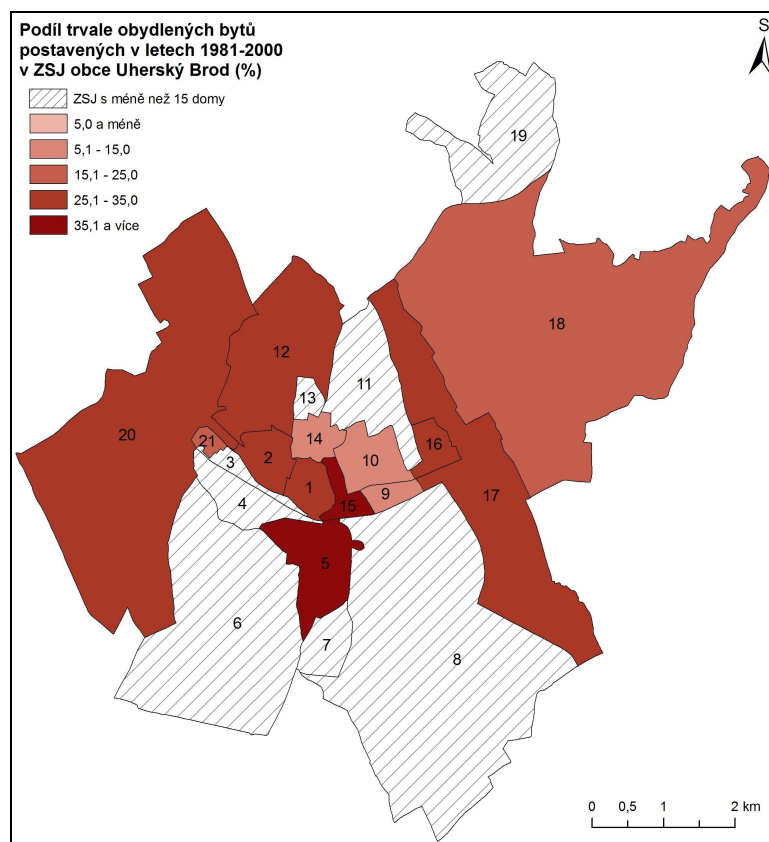 Podíl trvale obydlených bytů
postavených v letech 1981-2000
v ZSJ obce Uherský Brod (%)
ZSJ s méně než 15 domy
5,0 a méně
5,1 - 15,0
15,1 - 25,0
25,1 - 35,0
35,1 a více
S
19
18
12
11
13
20
14
21
16
2
10
3
17
1
9
4
15
5
6
7
8
0 0,5 1 2 km